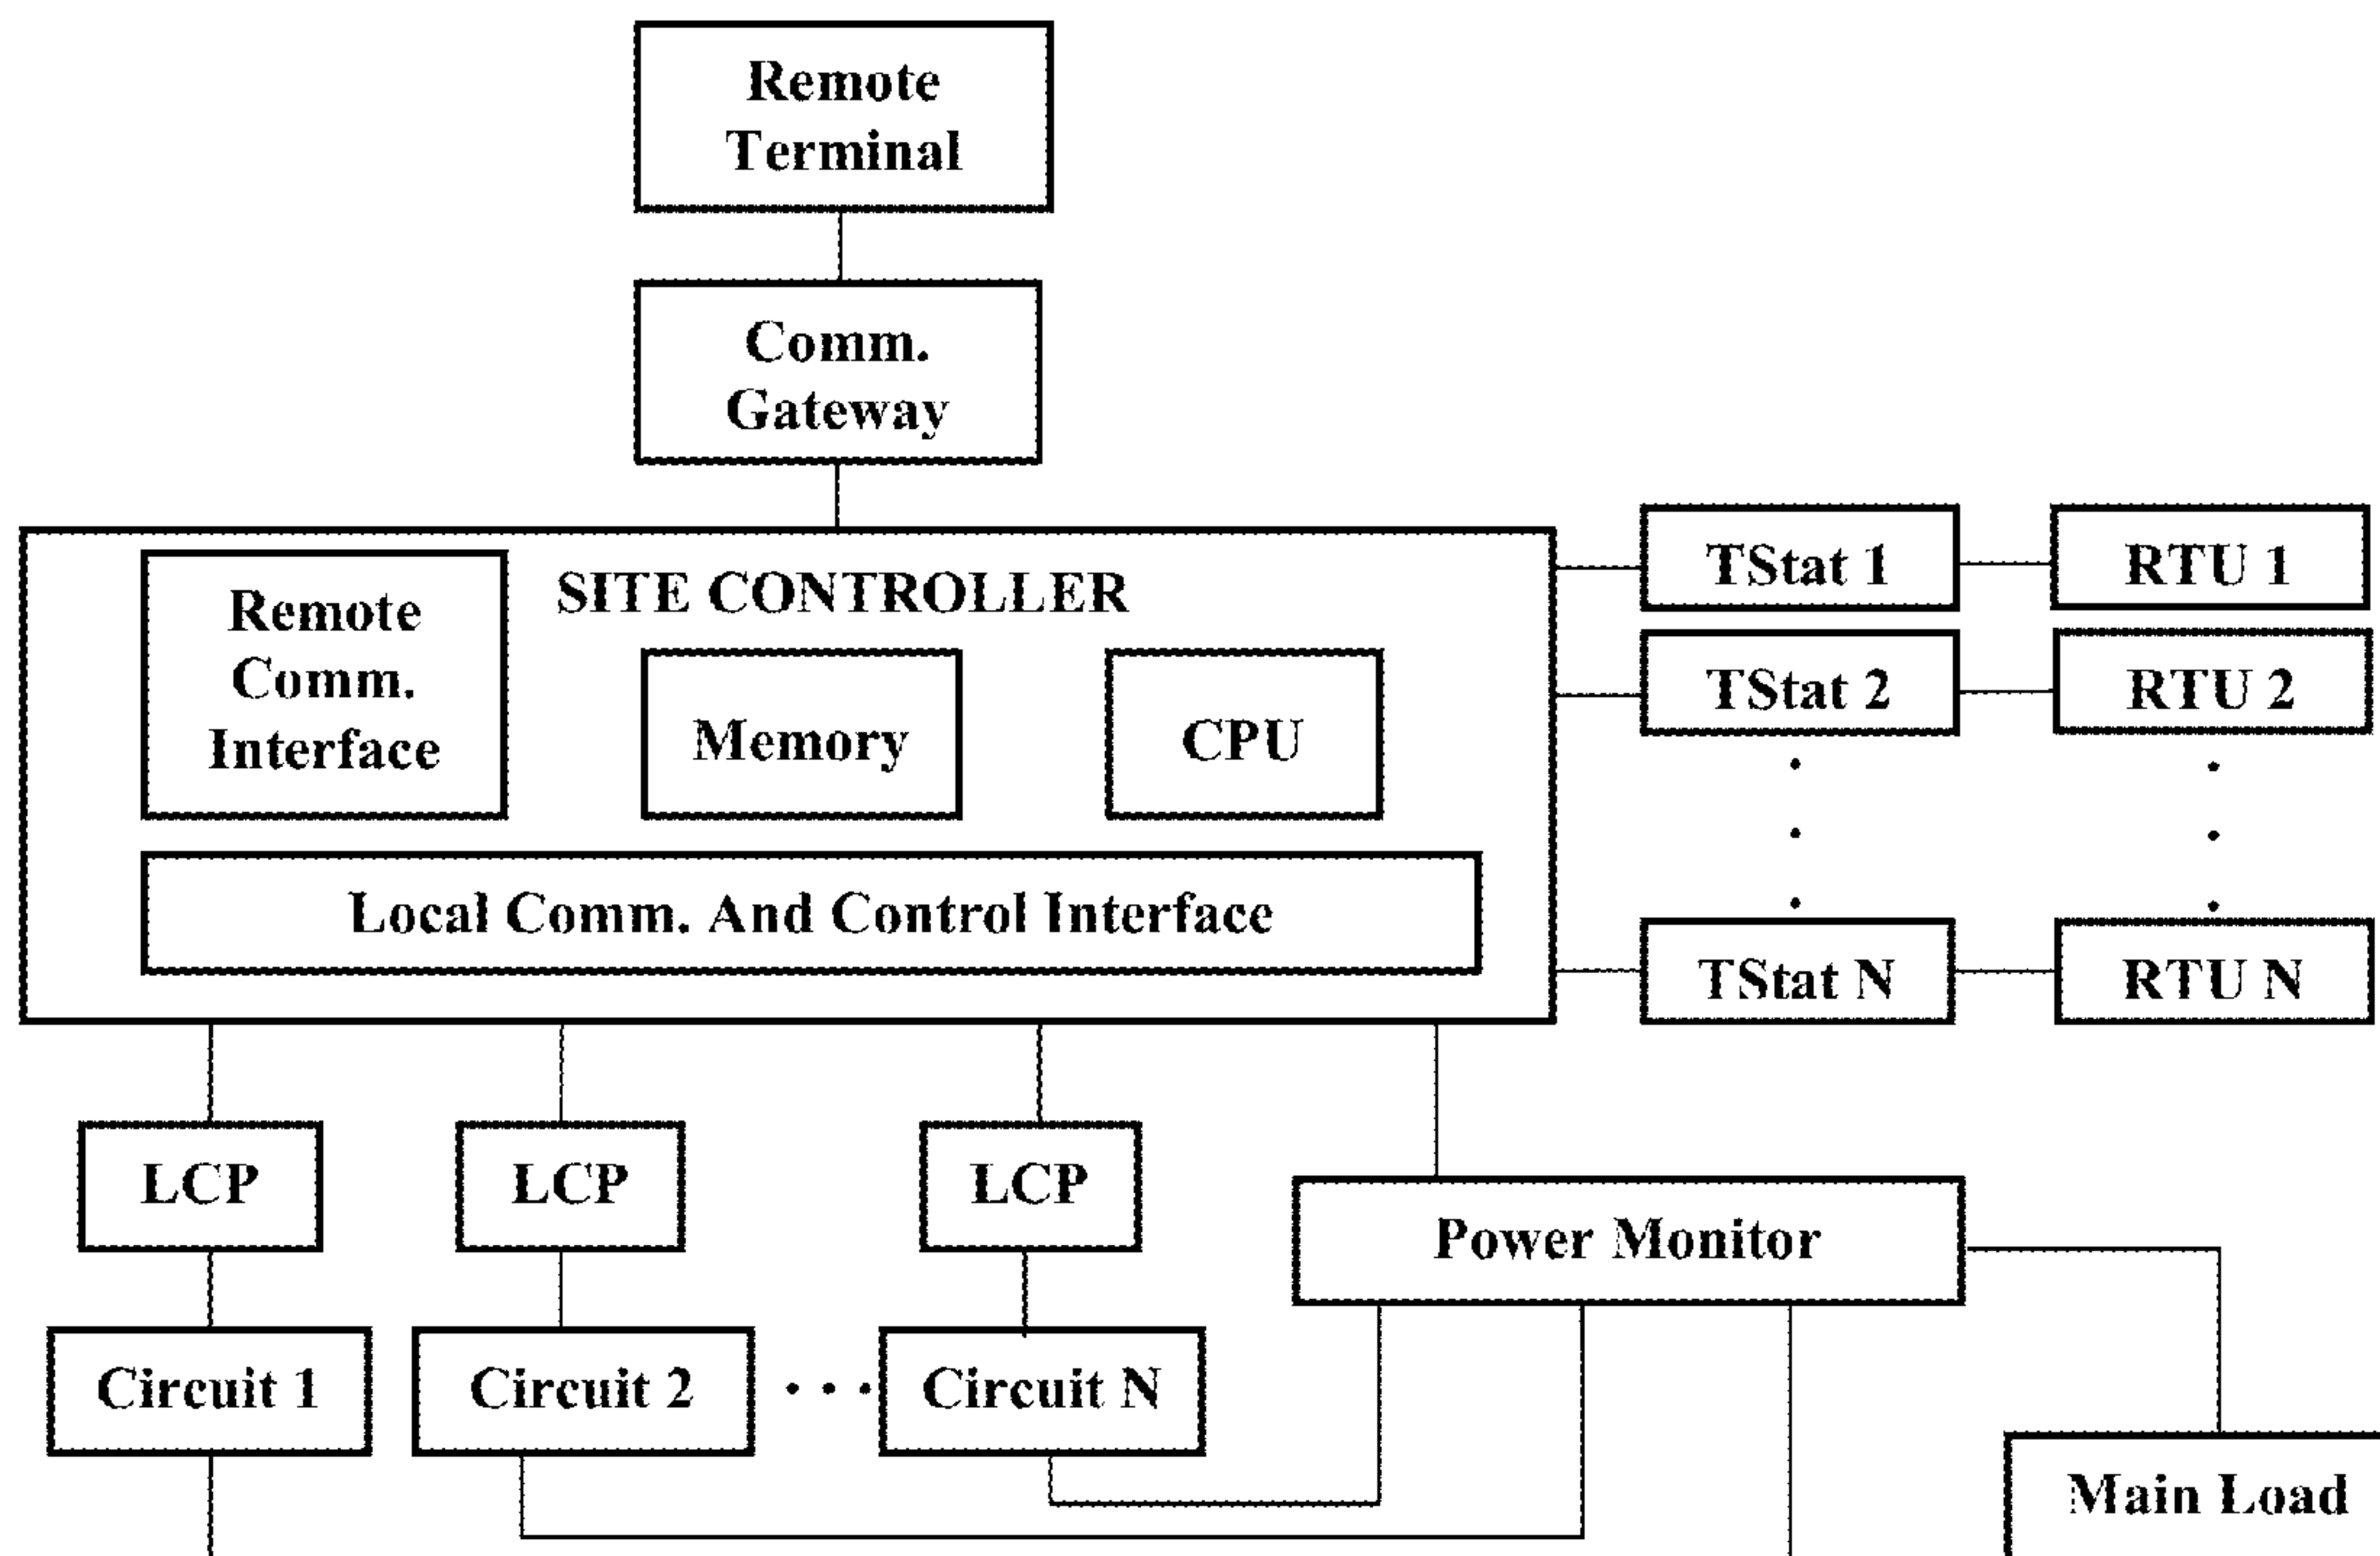 Remote
Terminal
Comm.
Gateway
SITE CONTROLLER
Remote
Comm.
Interface
Memory
CPU
Local Comm. And Control Interface
TStat 1
RTU 1
TStat 2
RTU 2
TStat N
RTU N
LCP
LCP
LCP
Power Monitor
Circuit 1
Circuit 2
. . .
Circuit N
Main Load